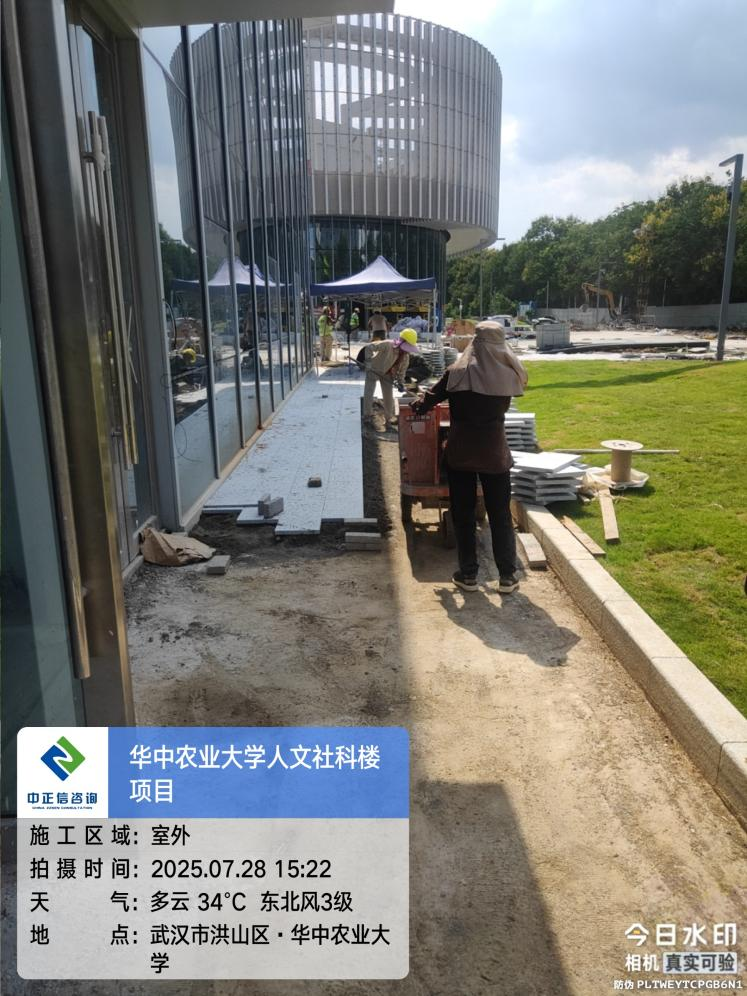 华中农业大学人文社科楼
项目
中正信咨询
CHINA ZENXIN CONSULTATION
施工区域：室外
拍摄时间：2025.07.28 15:22
天气：多云 34℃ 东北风3级
地点：武汉市洪山区·华中农业大
学
今日水印
相机 真实可验
防伪 PLTWEYTCPGB6N1